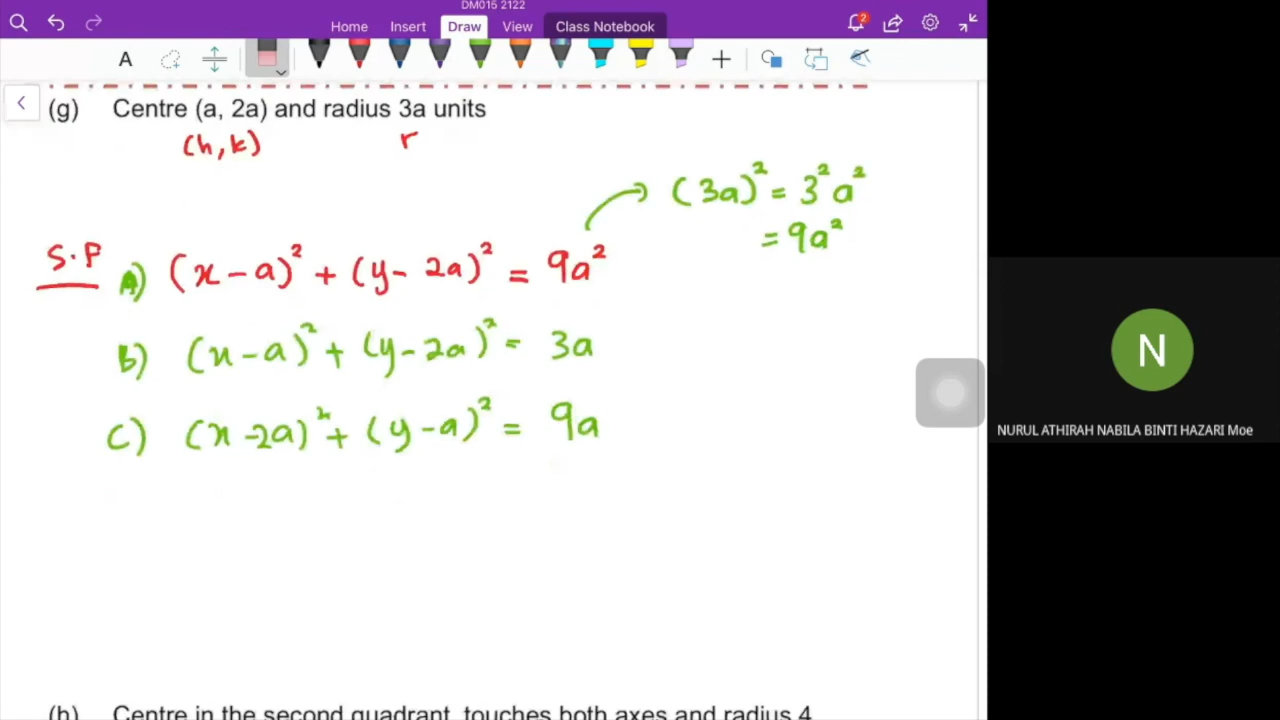 DM015 2122
Home Insert Draw View Class Notebook
2
A
(g) Centre (a, 2a) and radius 3a units
(h, k) r
(3a)² = 3²a²
= 9a²
S.F A) (x - a)² + (y - 2a)² = 9a²
B) (x - a)² + (y - 2a)² = 3a
C) (x - 2a)² + (y - a)² = 9a
N
NURUL ATHIRAH NABILA BINTI HAZARI Moe
(h) Centre in the second quadrant, touches both axes and radius 4